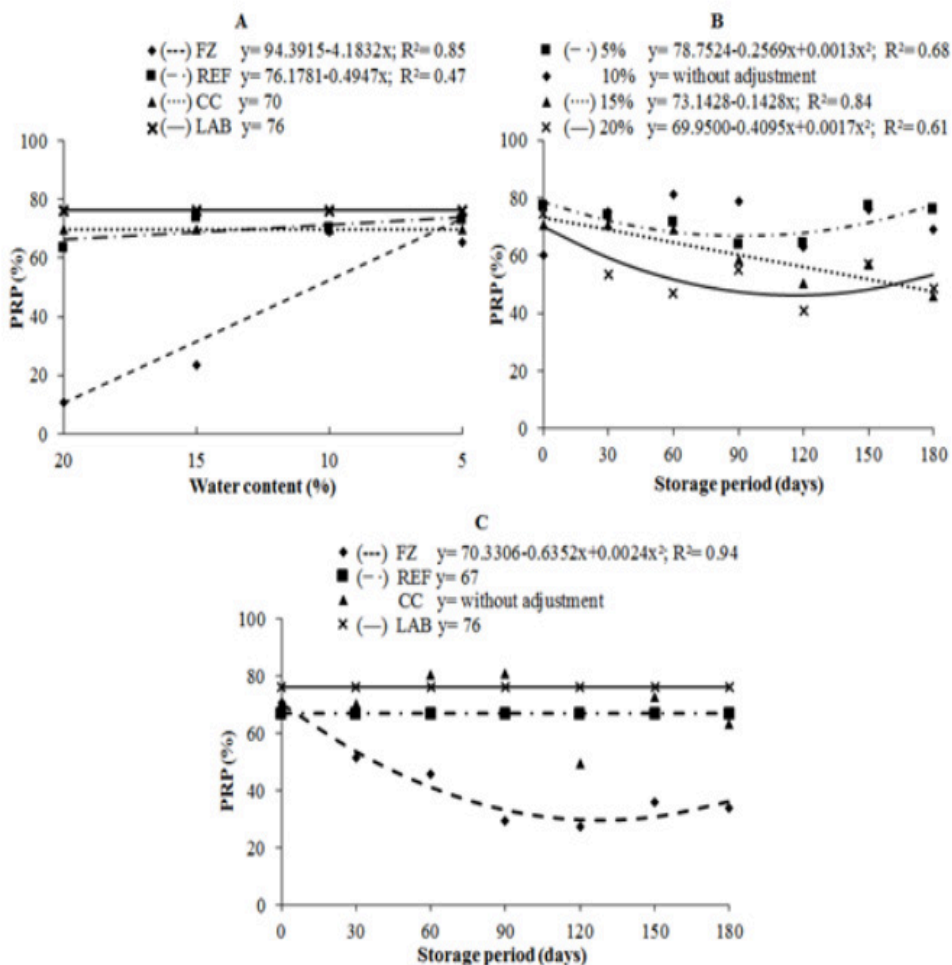 A
(---) FZ y= 94.3915-4.1832x; R²= 0.85
(–·–) REF y= 76.1781-0.4947x; R²= 0.47
(·····) CC y= 70
(—) LAB y= 76
100
80
60
40
20
0
PRP (%)
20 15 10 5
Water content (%)
B
(–·–) 5% y= 78.7524-0.2569x+0.0013x²; R²= 0.68
10% y= without adjustment
(·····) 15% y= 73.1428-0.1428x; R²= 0.84
(—) 20% y= 69.9500-0.4095x+0.0017x²; R²= 0.61
100
80
60
40
20
0
PRP (%)
0 30 60 90 120 150 180
Storage period (days)
C
(---) FZ y= 70.3306-0.6352x+0.0024x²; R²= 0.94
(–·) REF y= 67
CC y= without adjustment
(—) LAB y= 76
100
80
60
40
20
0
PRP (%)
0 30 60 90 120 150 180
Storage period (days)